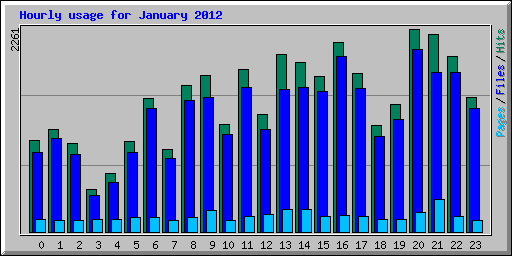 Hourly usage for January 2012
2261
Pages / Files / Hits
0 1 2 3 4 5 6 7 8 9 10 11 12 13 14 15 16 17 18 19 20 21 22 23